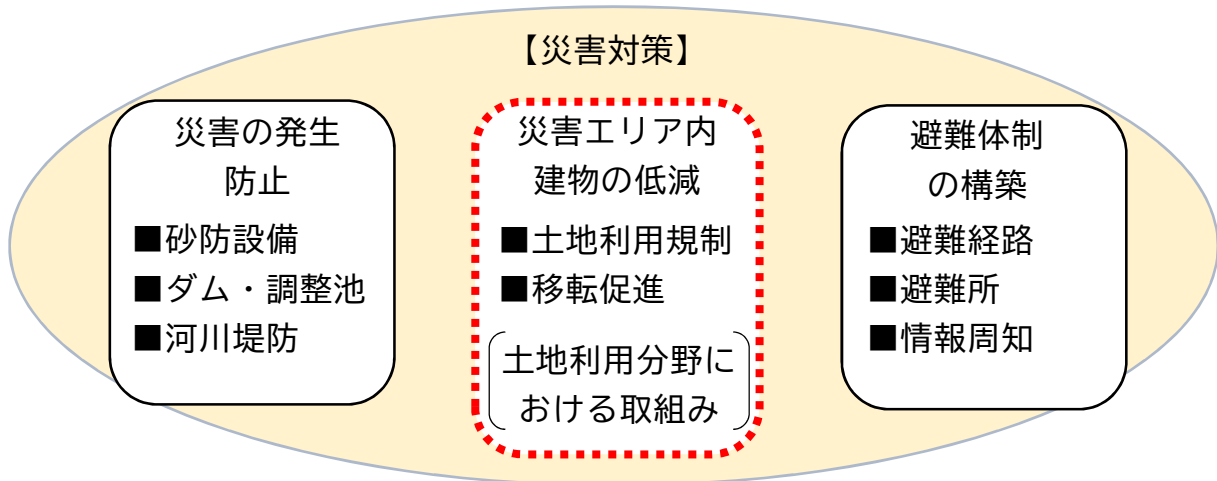 【災害対策】
災害の発生
防止
■砂防設備
■ダム・調整池
■河川堤防
災害エリア内
建物の低減
■土地利用規制
■移転促進
土地利用分野に
おける取組み
避難体制
の構築
■避難経路
■避難所
■情報周知